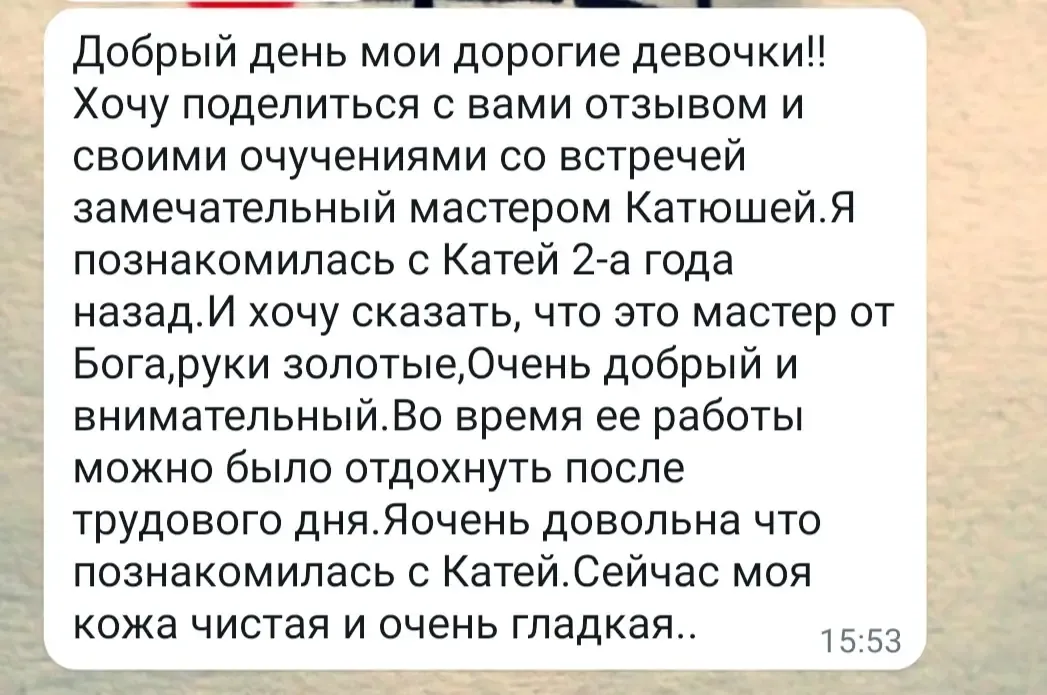 Добрый день мои дорогие девочки!!
Хочу поделиться с вами отзывом и
своими очучениями со встречей
замечательный мастером Катюшей.Я
познакомилась с Катей 2-а года
назад.И хочу сказать, что это мастер от
Бога,руки золотые,Очень добрый и
внимательный.Во время ее работы
можно было отдохнуть после
трудового дня.Яочень довольна что
познакомилась с Катей.Сейчас моя
кожа чистая и очень гладкая..
15:53